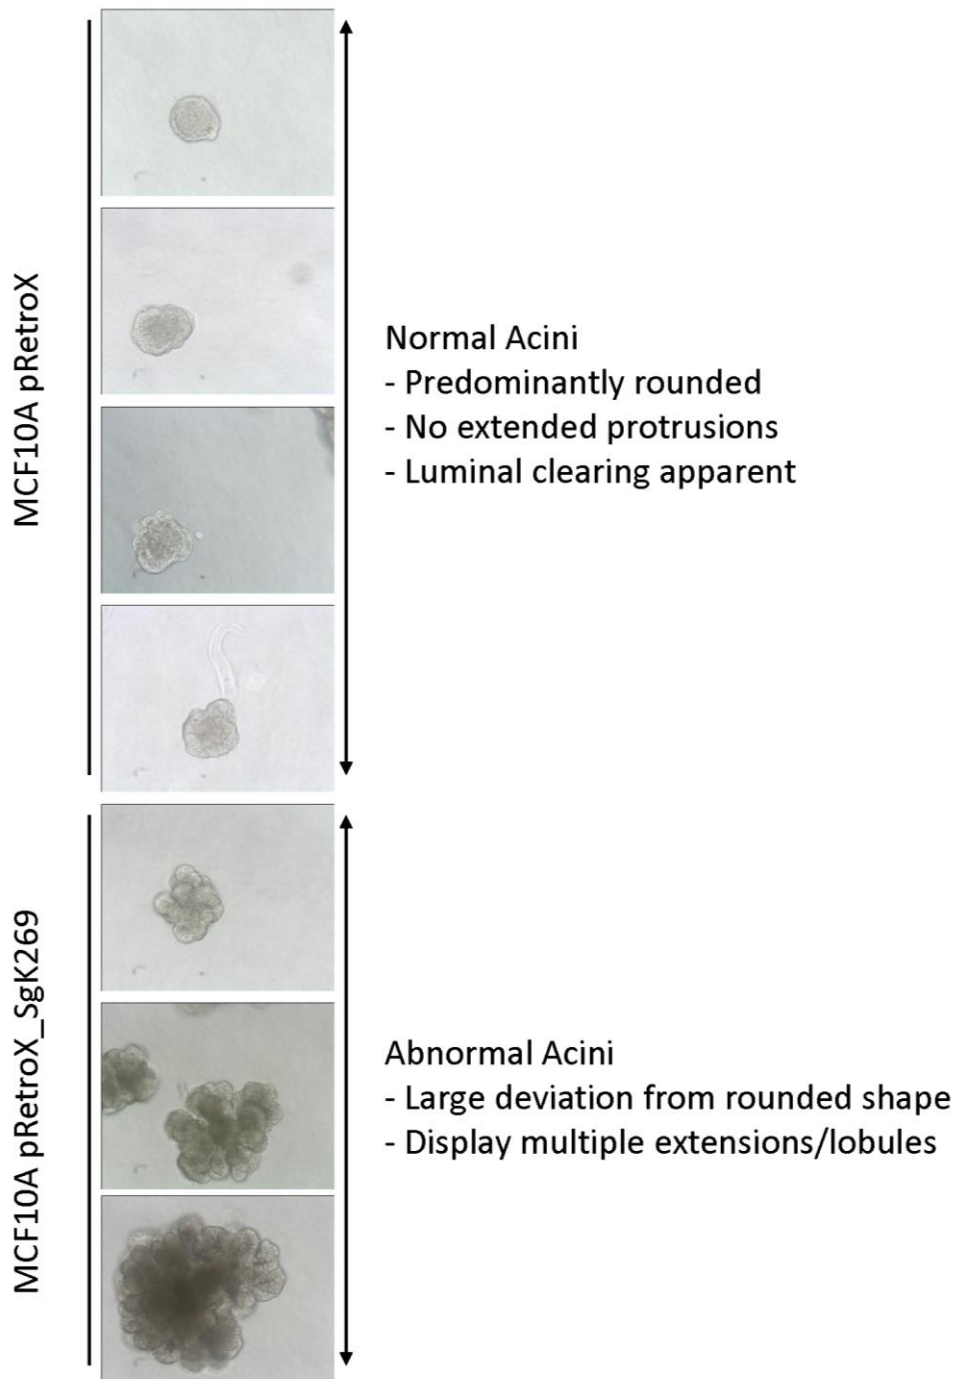 MCF10A pRetroX
Normal Acini
- Predominantly rounded
- No extended protrusions
- Luminal clearing apparent
MCF10A pRetroX_SgK269
Abnormal Acini
- Large deviation from rounded shape
- Display multiple extensions/lobules